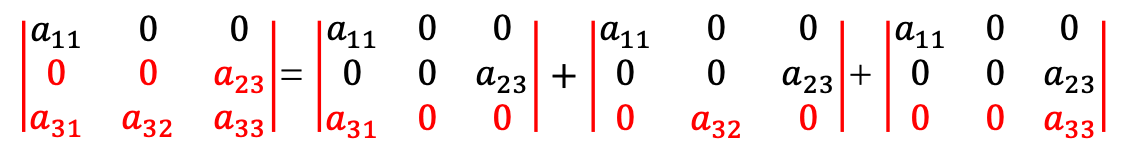 |a₁₁ 0 0| |a₁₁ 0 0| |a₁₁ 0 0| |a₁₁ 0 0|
|0 0 a₂₃| = |0 0 a₂₃| + |0 0 a₂₃| + |0 0 a₂₃|
|a₃₁ a₃₂ a₃₃| |a₃₁ 0 0| |0 a₃₂ 0| |0 0 a₃₃|